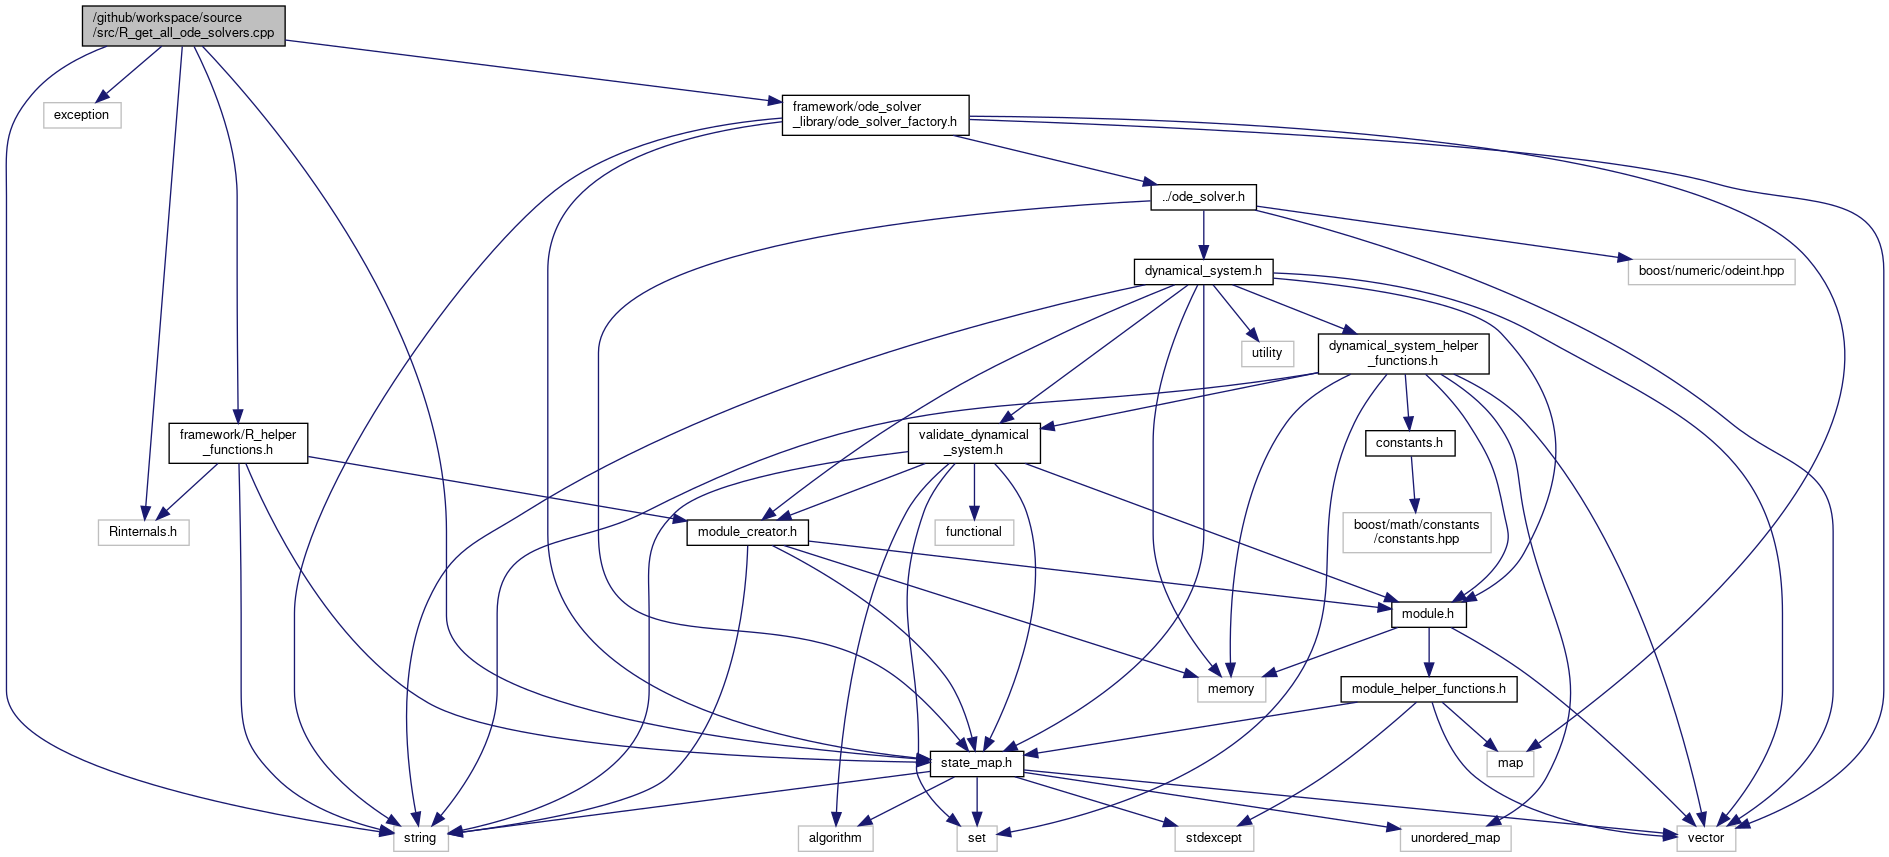 /github/workspace/source
/src/R_get_all_ode_solvers.cpp
exception
framework/ode_solver
_library/ode_solver_factory.h
../ode_solver.h
dynamical_system.h
boost/numeric/odeint.hpp
utility
dynamical_system_helper
_functions.h
framework/R_helper
_functions.h
validate_dynamical
_system.h
constants.h
Rinternals.h
module_creator.h
functional
boost/math/constants
/constants.hpp
module.h
memory
module_helper_functions.h
state_map.h
map
string
algorithm
set
stdexcept
unordered_map
vector